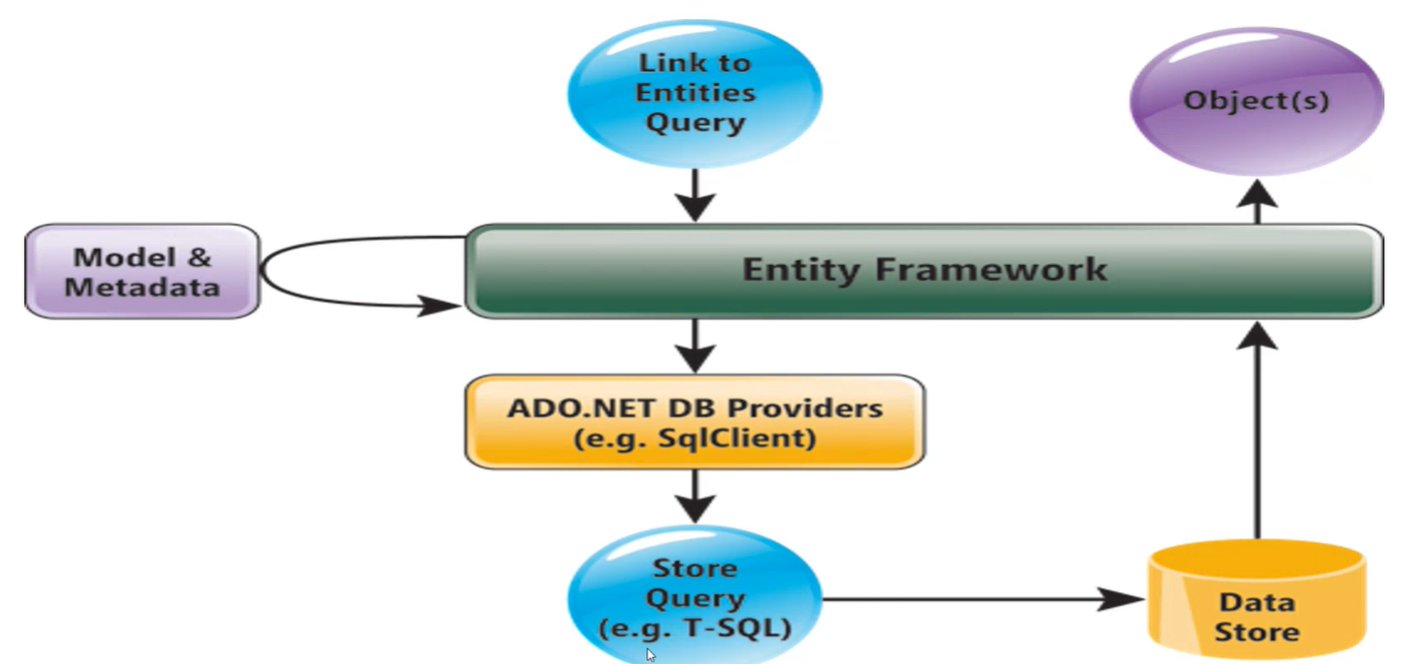 Link to
Entities
Query
Object(s)
Model &
Metadata
Entity Framework
ADO.NET DB Providers
(e.g. SqlClient)
Store
Query
(e.g. T-SQL)
Data
Store